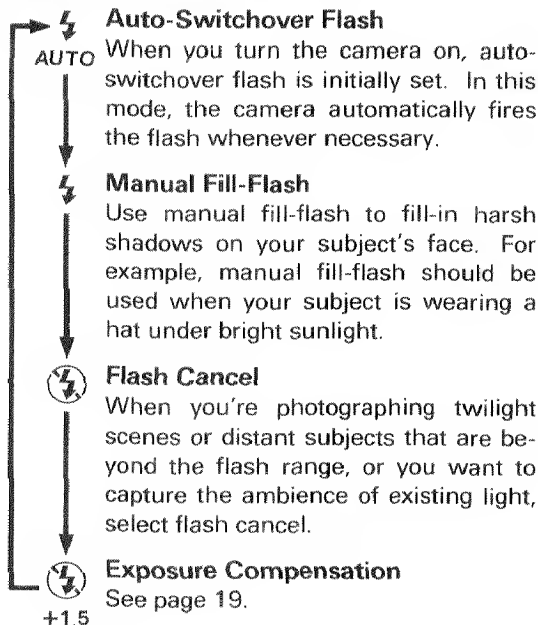 Auto-Switchover Flash
AUTO When you turn the camera on, auto-
switchover flash is initially set. In this
mode, the camera automatically fires
the flash whenever necessary.
Manual Fill-Flash
Use manual fill-flash to fill-in harsh
shadows on your subject's face. For
example, manual fill-flash should be
used when your subject is wearing a
hat under bright sunlight.
Flash Cancel
When you're photographing twilight
scenes or distant subjects that are be-
yond the flash range, or you want to
capture the ambience of existing light,
select flash cancel.
Exposure Compensation
See page 19.
+1.5